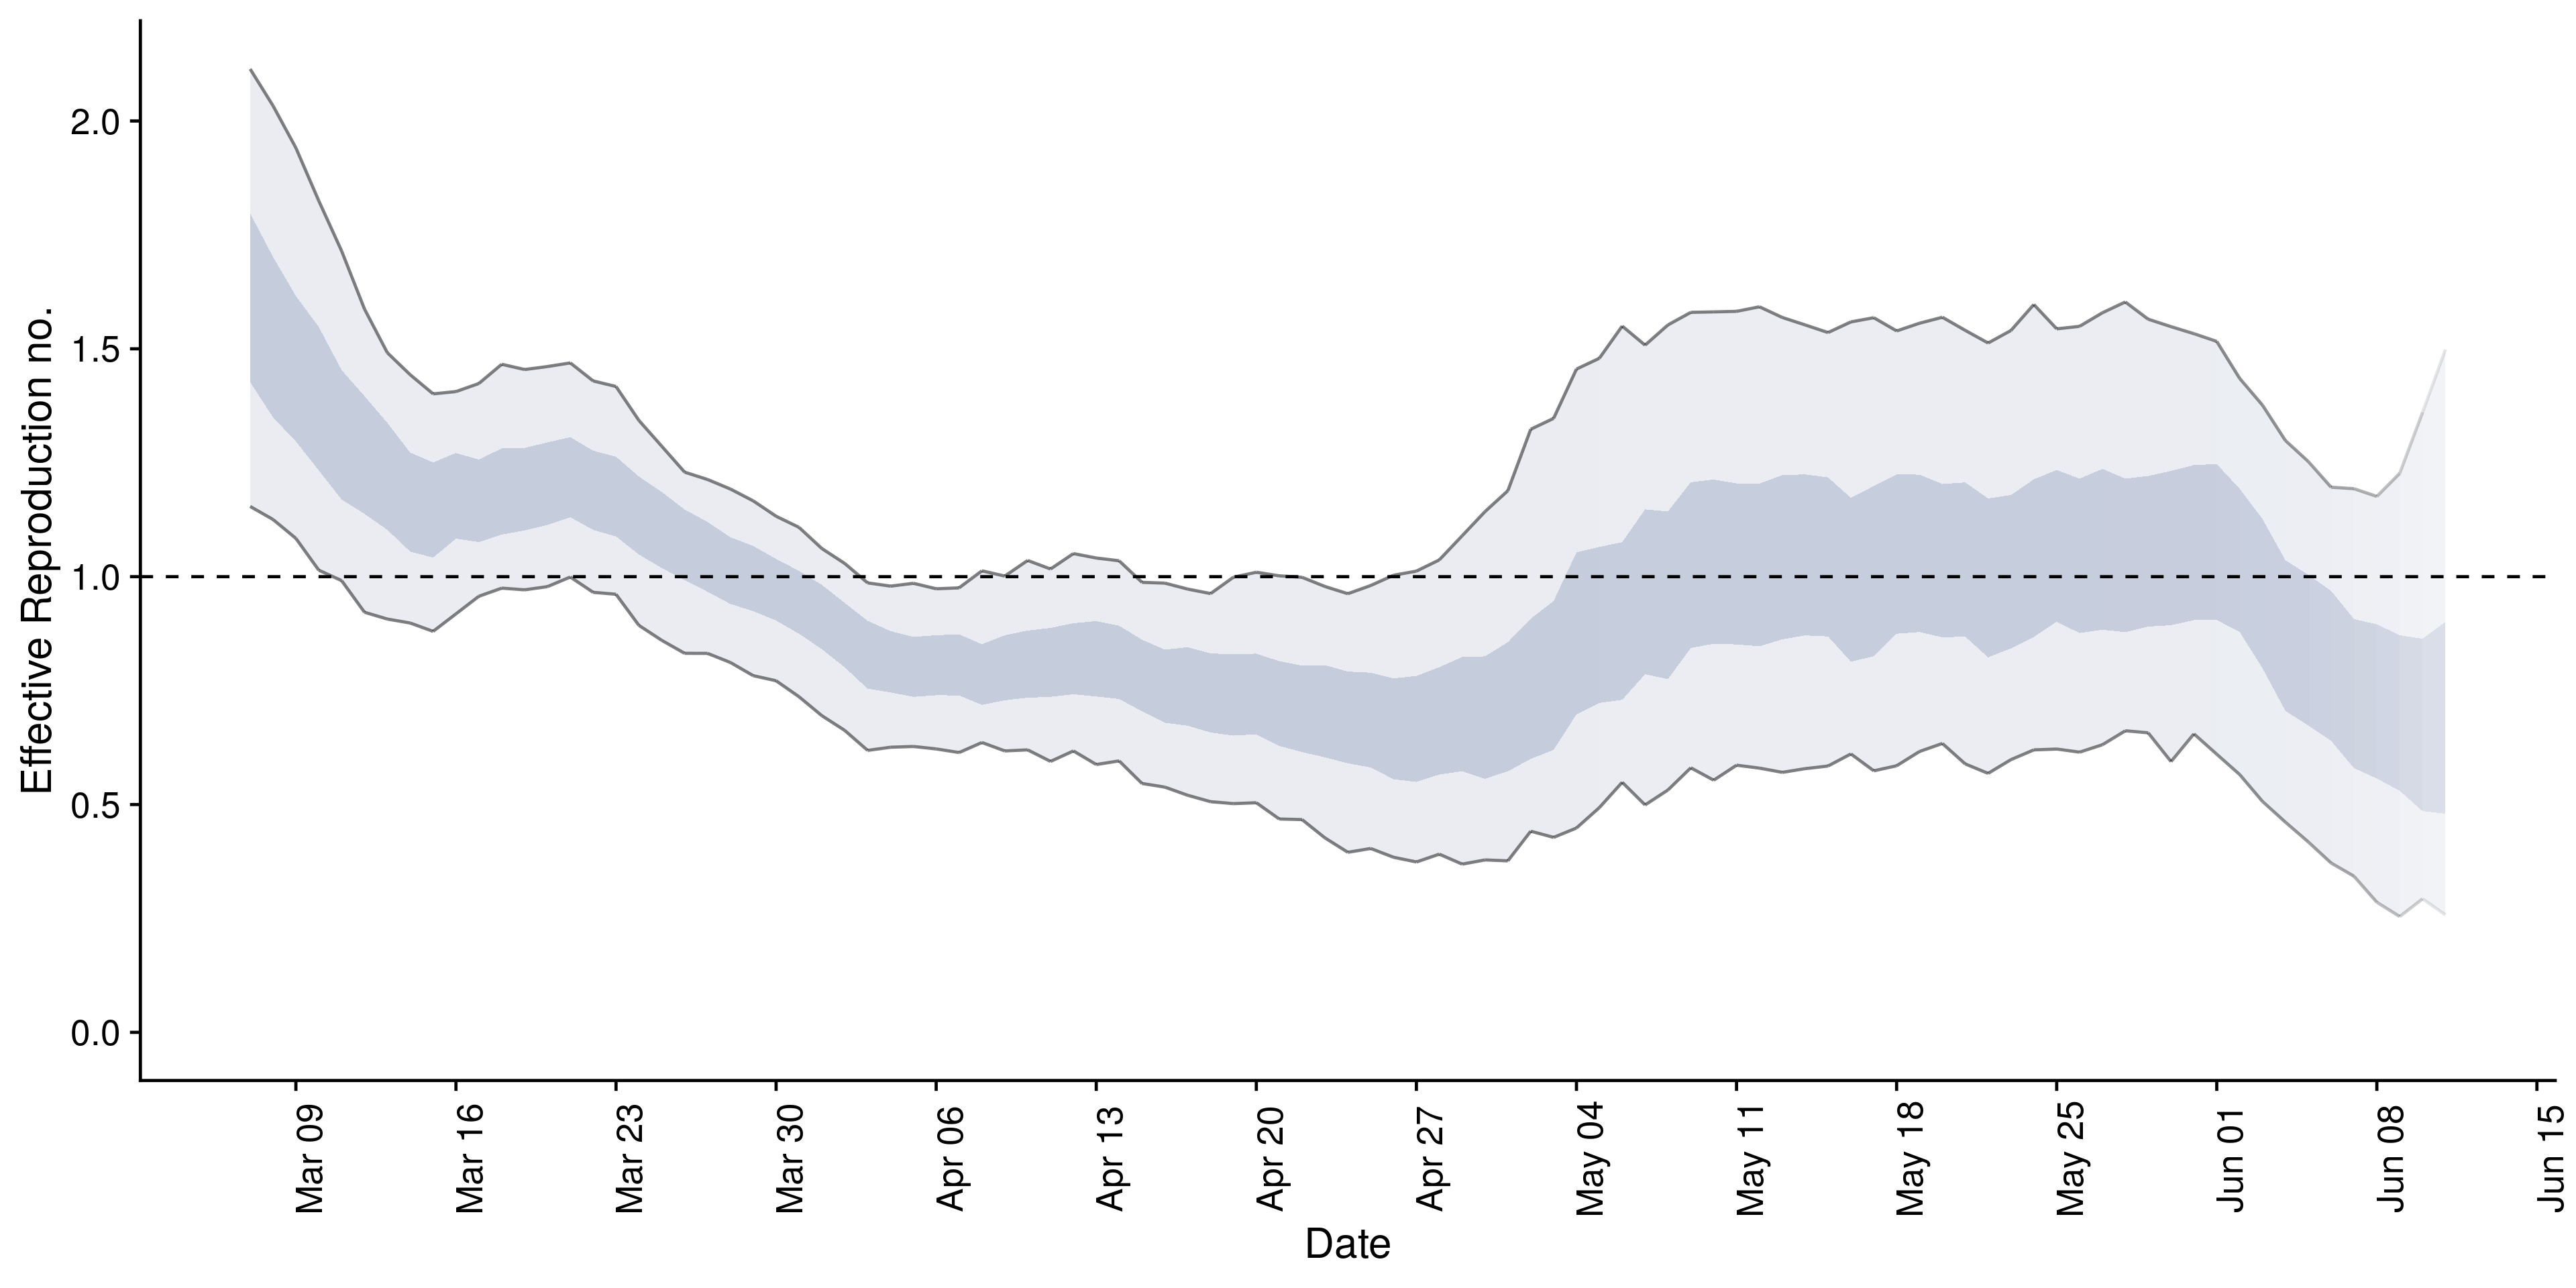 Effective Reproduction no.
2.0
1.5
1.0
0.5
0.0
Mar 09
Mar 16
Mar 23
Mar 30
Apr 06
Apr 13
Apr 20
Apr 27
May 04
May 11
May 18
May 25
Jun 01
Jun 08
Jun 15
Date